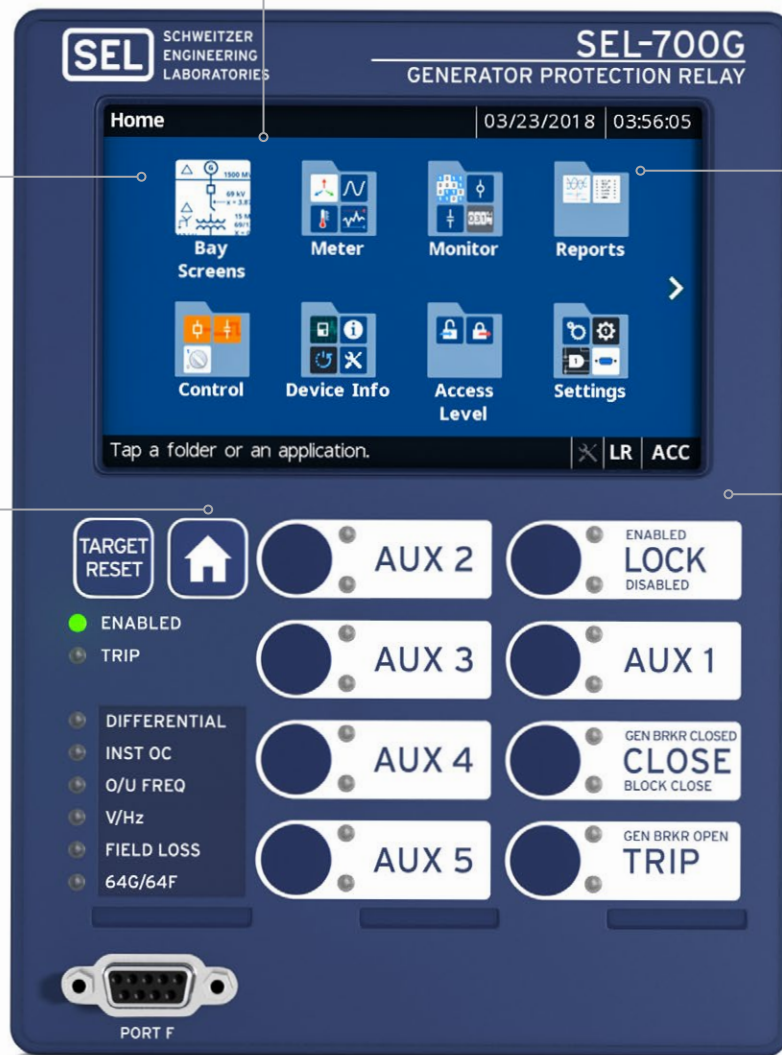 SEL
SCHWEITZER
ENGINEERING
LABORATORIES
SEL-700G
GENERATOR PROTECTION RELAY
Home 03/23/2018 03:56:05
G 1500
69 kV
Bay
Screens
Meter
Monitor
Reports
Control
Device Info
Access
Level
Settings
Tap a folder or an application. LR ACC
TARGET
RESET
ENABLED
TRIP
DIFFERENTIAL
INST OC
O/U FREQ
V/Hz
FIELD LOSS
64G/64F
AUX 2
AUX 3
AUX 4
AUX 5
ENABLED
LOCK
DISABLED
AUX 1
GEN BRKR CLOSED
CLOSE
BLOCK CLOSE
GEN BRKR OPEN
TRIP
PORT F